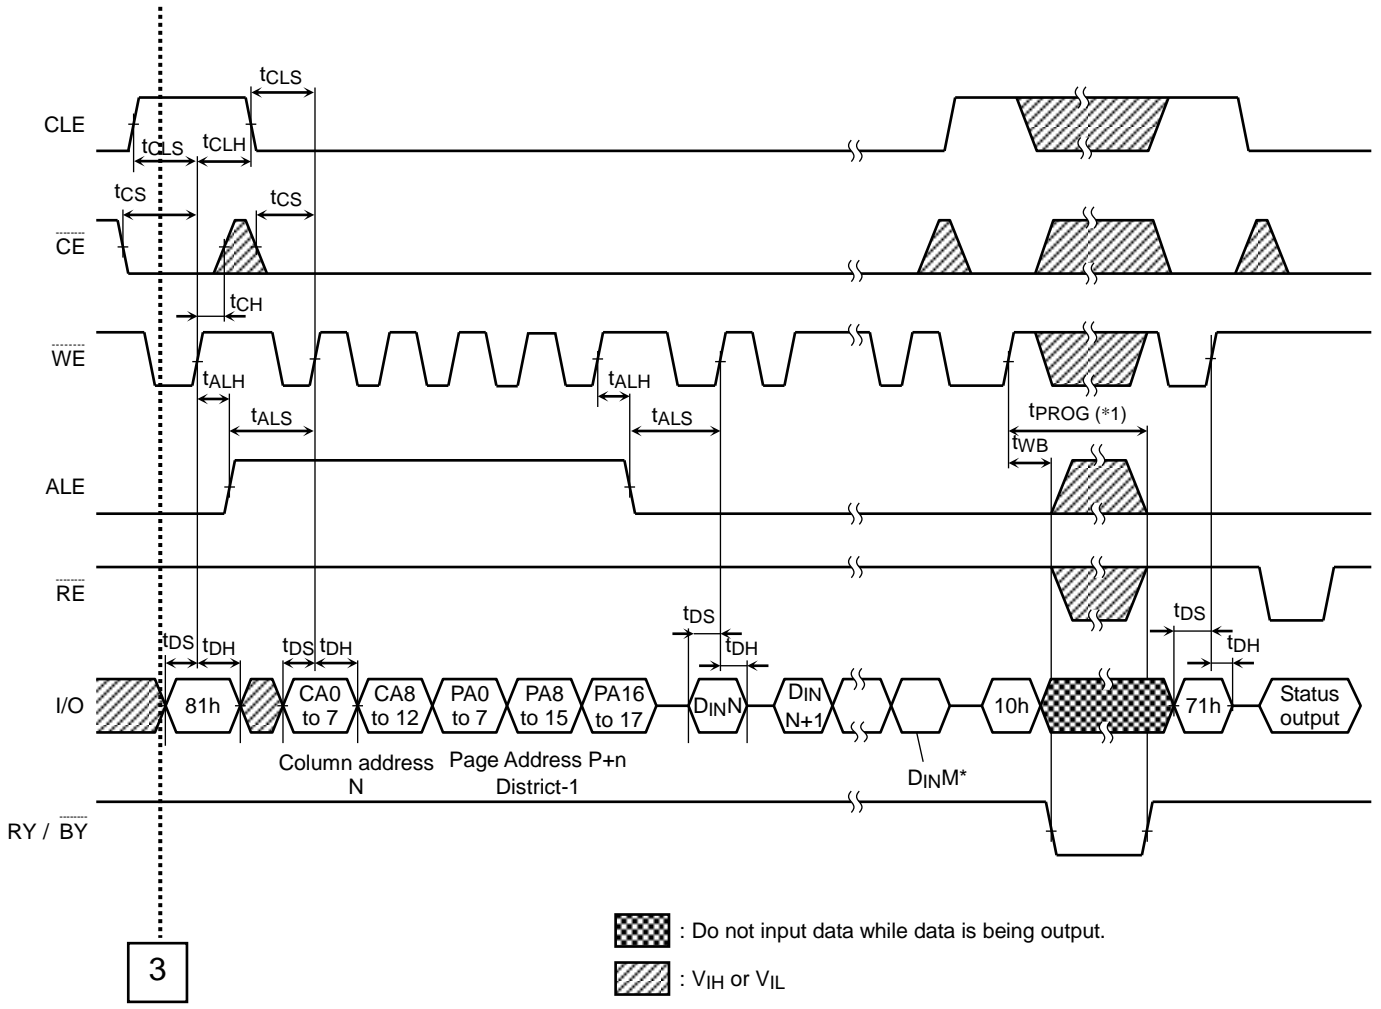 tCLS
CLE
tCLS tCLH
tCS tCS
CE
tCH
WE
tALH tALH
tALS tALS tPROG (*1)
tWB
ALE
RE
tDS tDS
tDS tDH tDS tDH tDH tDH
I/O 81h CA0 to 7 CA8 to 12 PA0 to 7 PA8 to 15 PA16 to 17 DINN DIN N+1 10h 71h Status output
Column address N
Page Address P+n District-1
DINM*
RY / BY
: Do not input data while data is being output.
3
: VIH or VIL